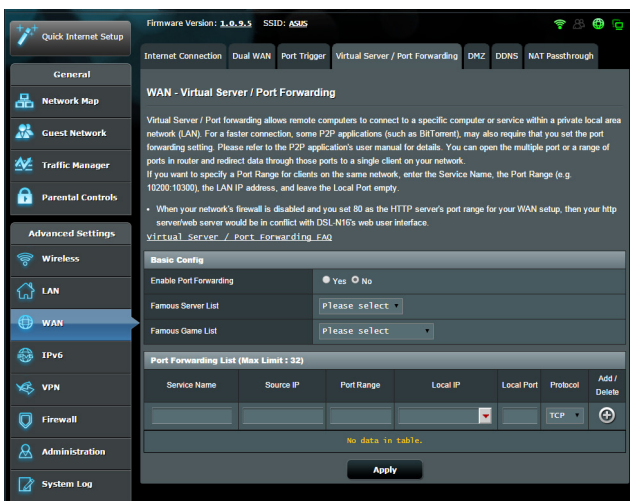 Quick Internet Setup
Firmware Version: 1.0.9.5 SSID: ASUS
General
Network Map
Guest Network
Traffic Manager
Parental Controls
Advanced Settings
Wireless
LAN
WAN
IPv6
VPN
Firewall
Administration
System Log
Internet Connection Dual WAN Port Trigger Virtual Server / Port Forwarding DMZ DDNS NAT Passthrough
WAN - Virtual Server / Port Forwarding
Virtual Server / Port forwarding allows remote computers to connect to a specific computer or service within a private local area
network (LAN). For a faster connection, some P2P applications (such as BitTorrent), may also require that you set the port
forwarding setting. Please refer to the P2P application's user manual for details. You can open the multiple port or a range of
ports in router and redirect data through those ports to a single client on your network.
If you want to specify a Port Range for clients on the same network, enter the Service Name, the Port Range (e.g.
10200:10300), the LAN IP address, and leave the Local Port empty.
• When your network's firewall is disabled and you set 80 as the HTTP server's port range for your WAN setup, then your http
server/web server would be in conflict with DSL-N16's web user interface.
Virtual Server / Port Forwarding FAQ
Basic Config
Enable Port Forwarding Yes No
Famous Server List Please select
Famous Game List Please select
Port Forwarding List (Max Limit : 32)
Service Name Source IP Port Range Local IP Local Port Protocol Add /
Delete
TCP
No data in table.
Apply